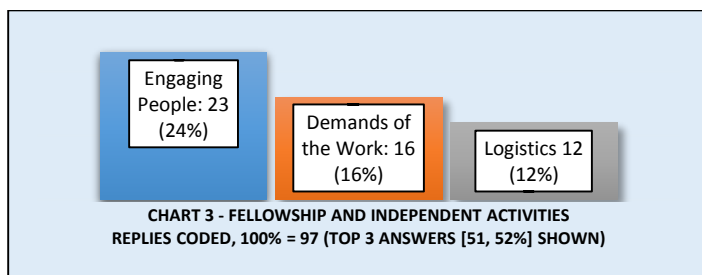 Engaging
People: 23
(24%)
Demands of
the Work: 16
(16%)
Logistics 12
(12%)
CHART 3 - FELLOWSHIP AND INDEPENDENT ACTIVITIES
REPLIES CODED, 100% = 97 (TOP 3 ANSWERS [51, 52%] SHOWN)